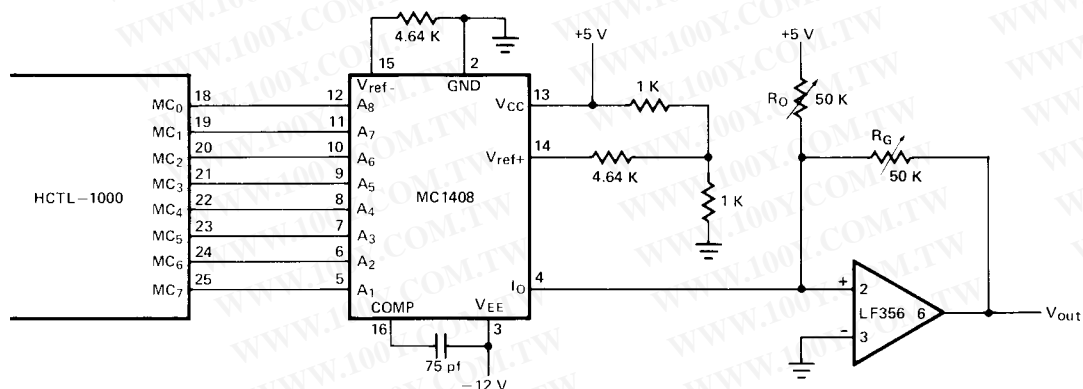 4.64 K
15
2
Vref-
GND
+5 V
1 K
+5 V
RO
50 K
HCTL-1000
MC0
18
12
A8
MC1
19
11
A7
MC2
20
10
A6
MC3
21
9
A5
MC4
22
8
A4
MC5
23
7
A3
MC6
24
6
A2
MC7
25
5
A1
MC1408
VCC
13
Vref+
14
4.64 K
1 K
RG
50 K
IO
4
COMP
VEE
16
3
75 pf
-12 V
+
2
LF356
6
-
3
Vout
WWW.100Y.COM.TW